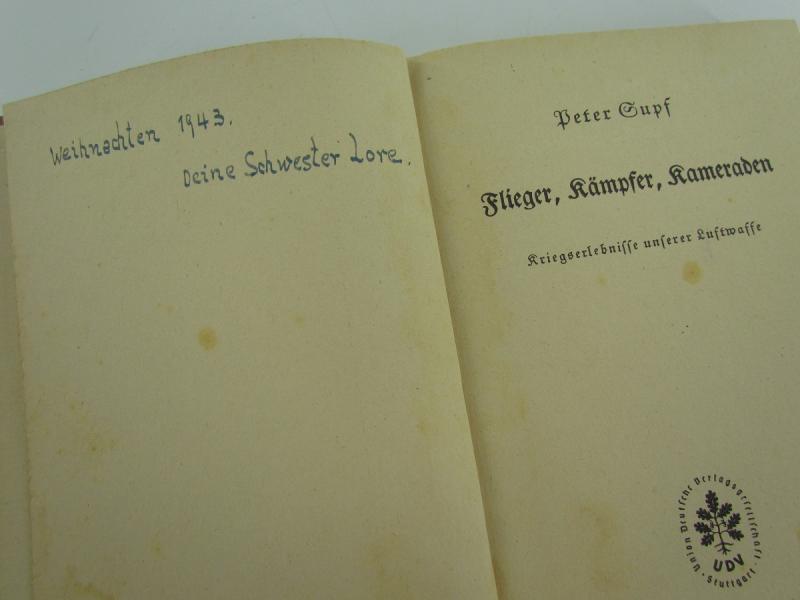 Weihnachten 1943.
Deine Schwester Lore.
Peter Supf
Flieger, Kämpfer, Kameraden
Kriegserlebnisse unserer Luftwaffe
Union Deutsche Verlagsgesellschaft · Stuttgart ·
UDV